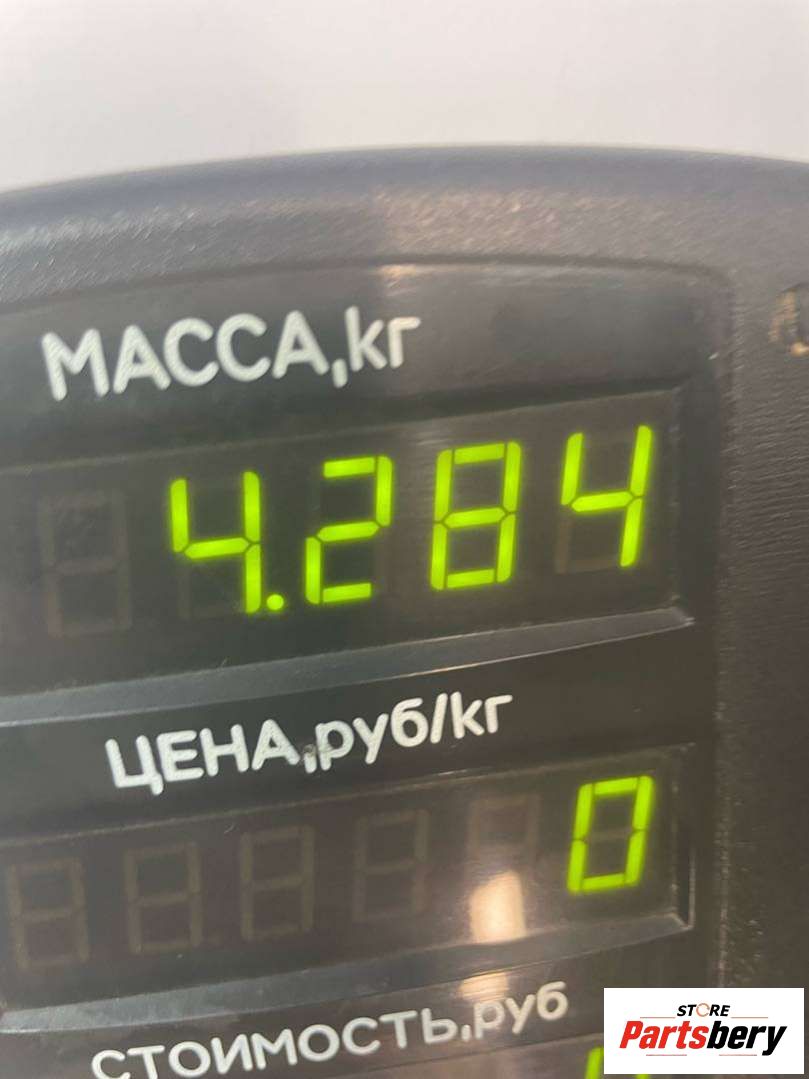 МАССА,кг
4.284
ЦЕНА,руб/кг
0
СТОИМОСТЬ,руб
STORE
Partsbery